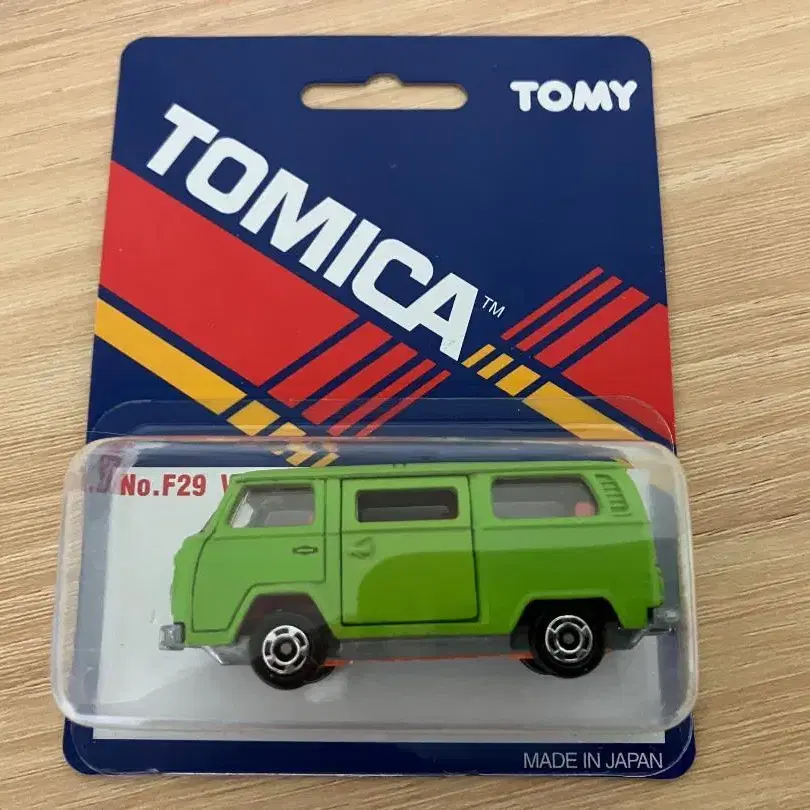 TOMY
TOMICA™
No.F29 V
MADE IN JAPAN